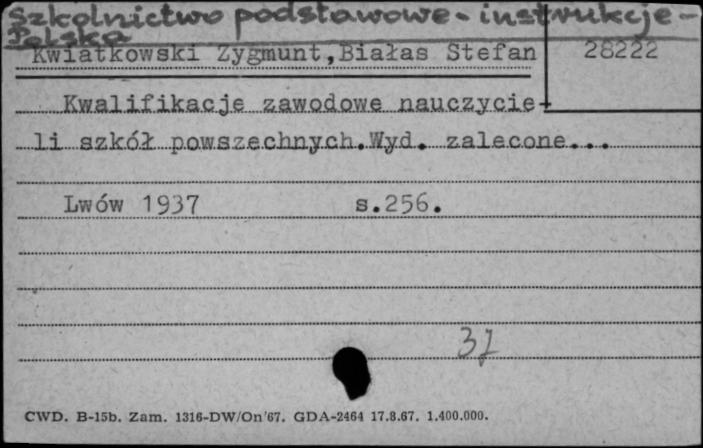 Szkolnictwo podstawowe - instrukcje -
Polska
Kwiatkowski Zygmunt,Białas Stefan 28222
Kwalifikacje zawodowe nauczycie-
li szkół powszechnych.Wyd. zalecone...
Lwów 1937 s.256.
37
CWD. B-15b. Zam. 1316-DW/On'67. GDA-2464 17.8.67. 1.400.000.